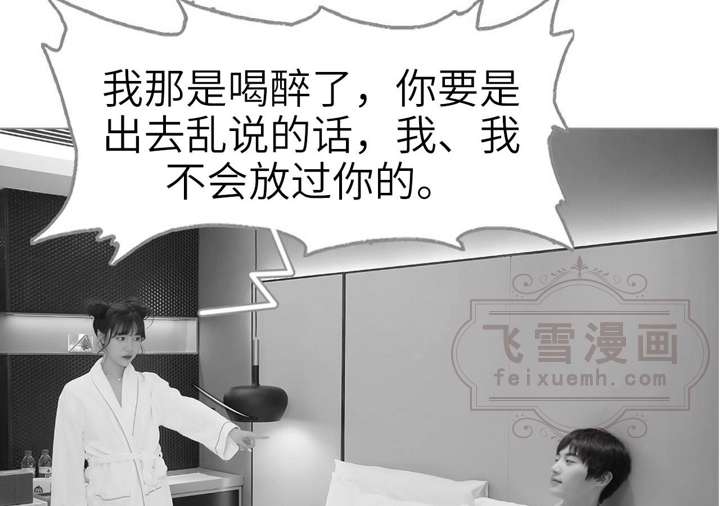 我那是喝醉了，你要是
出去乱说的话，我、我
不会放过你的。
飞雪漫画
feixuemh.com